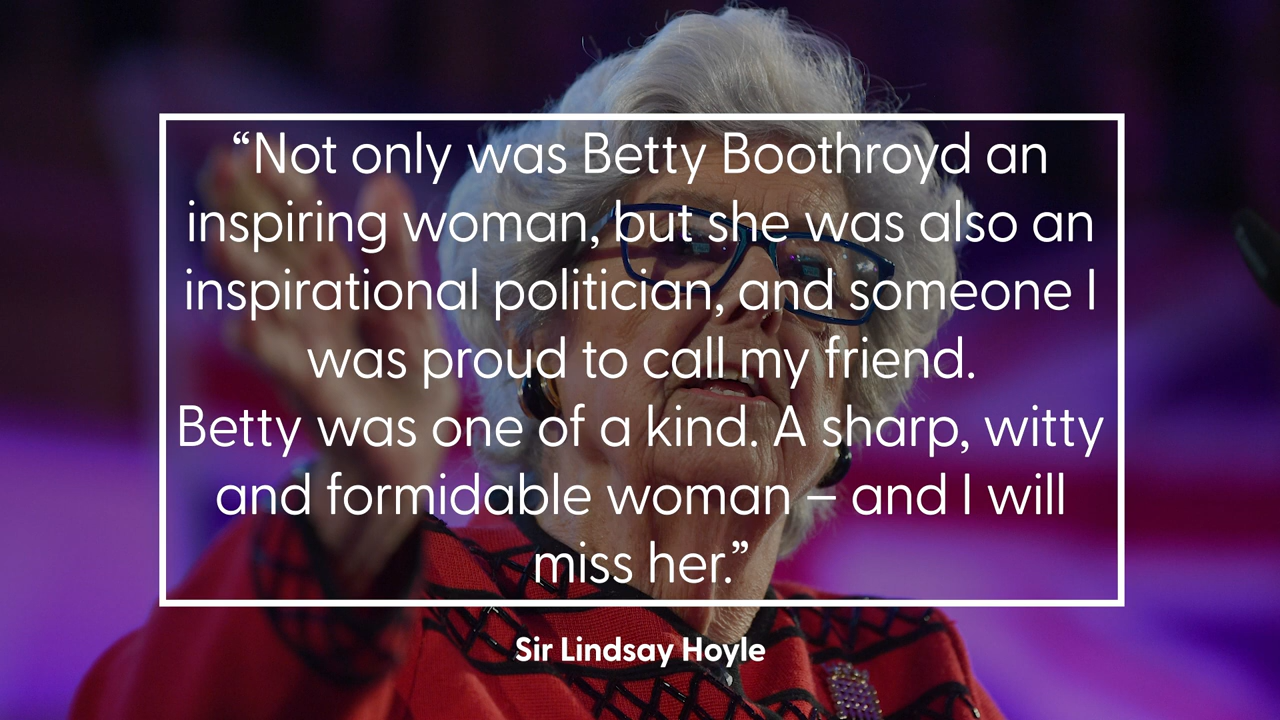 “Not only was Betty Boothroyd an
inspiring woman, but she was also an
inspirational politician, and someone I
was proud to call my friend.
Betty was one of a kind. A sharp, witty
and formidable woman – and I will
miss her.”
Sir Lindsay Hoyle